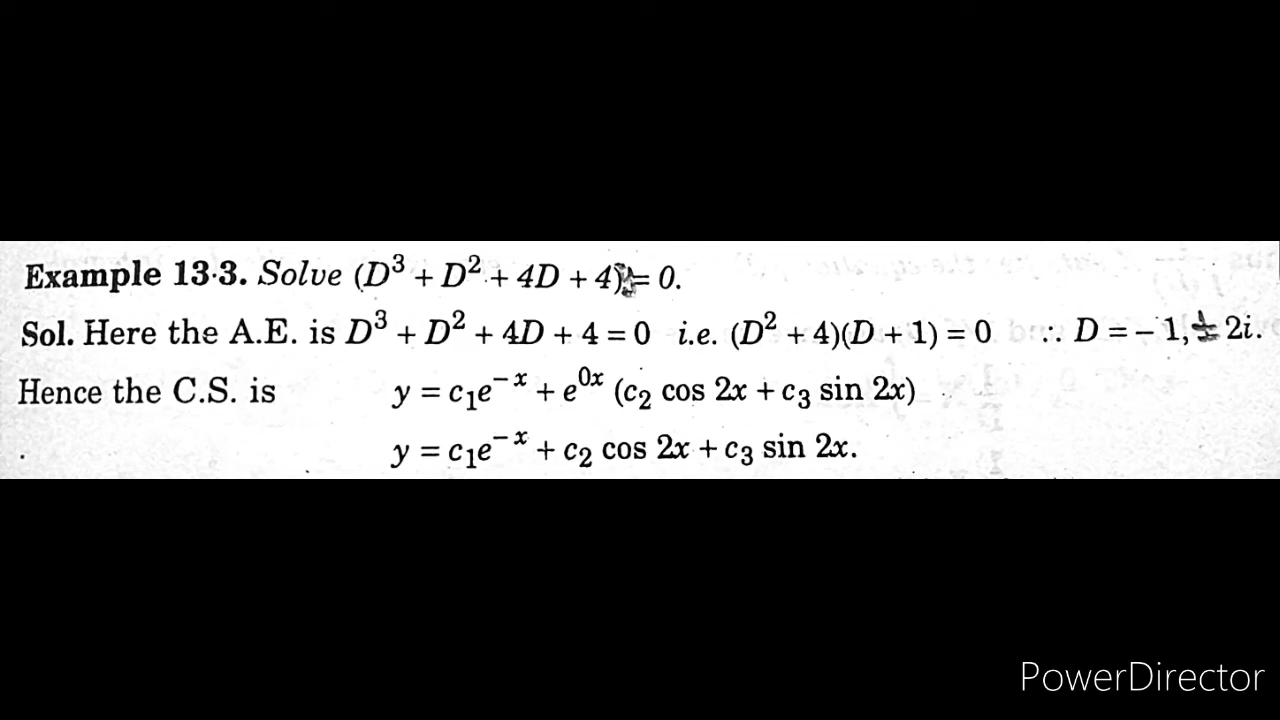 Example 13·3. Solve (D³ + D² + 4D + 4) = 0.
Sol. Here the A.E. is D³ + D² + 4D + 4 = 0 i.e. (D² + 4)(D + 1) = 0 ∴ D = – 1, ± 2i.
Hence the C.S. is y = c₁e⁻ˣ + e⁰ˣ (c₂ cos 2x + c₃ sin 2x)
y = c₁e⁻ˣ + c₂ cos 2x + c₃ sin 2x.
PowerDirector